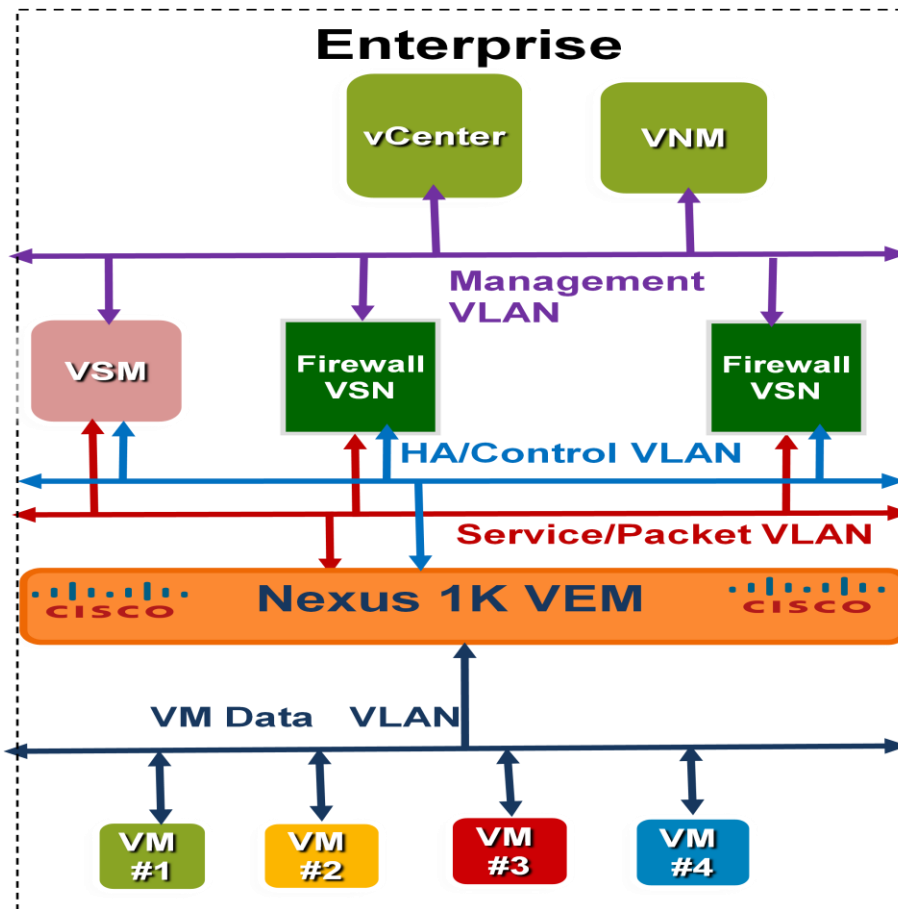 Enterprise
vCenter
VNM
Management
VLAN
VSM
Firewall
VSN
Firewall
VSN
HA/Control VLAN
Service/Packet VLAN
CISCO
Nexus 1K VEM
CISCO
VM Data VLAN
VM
#1
VM
#2
VM
#3
VM
#4